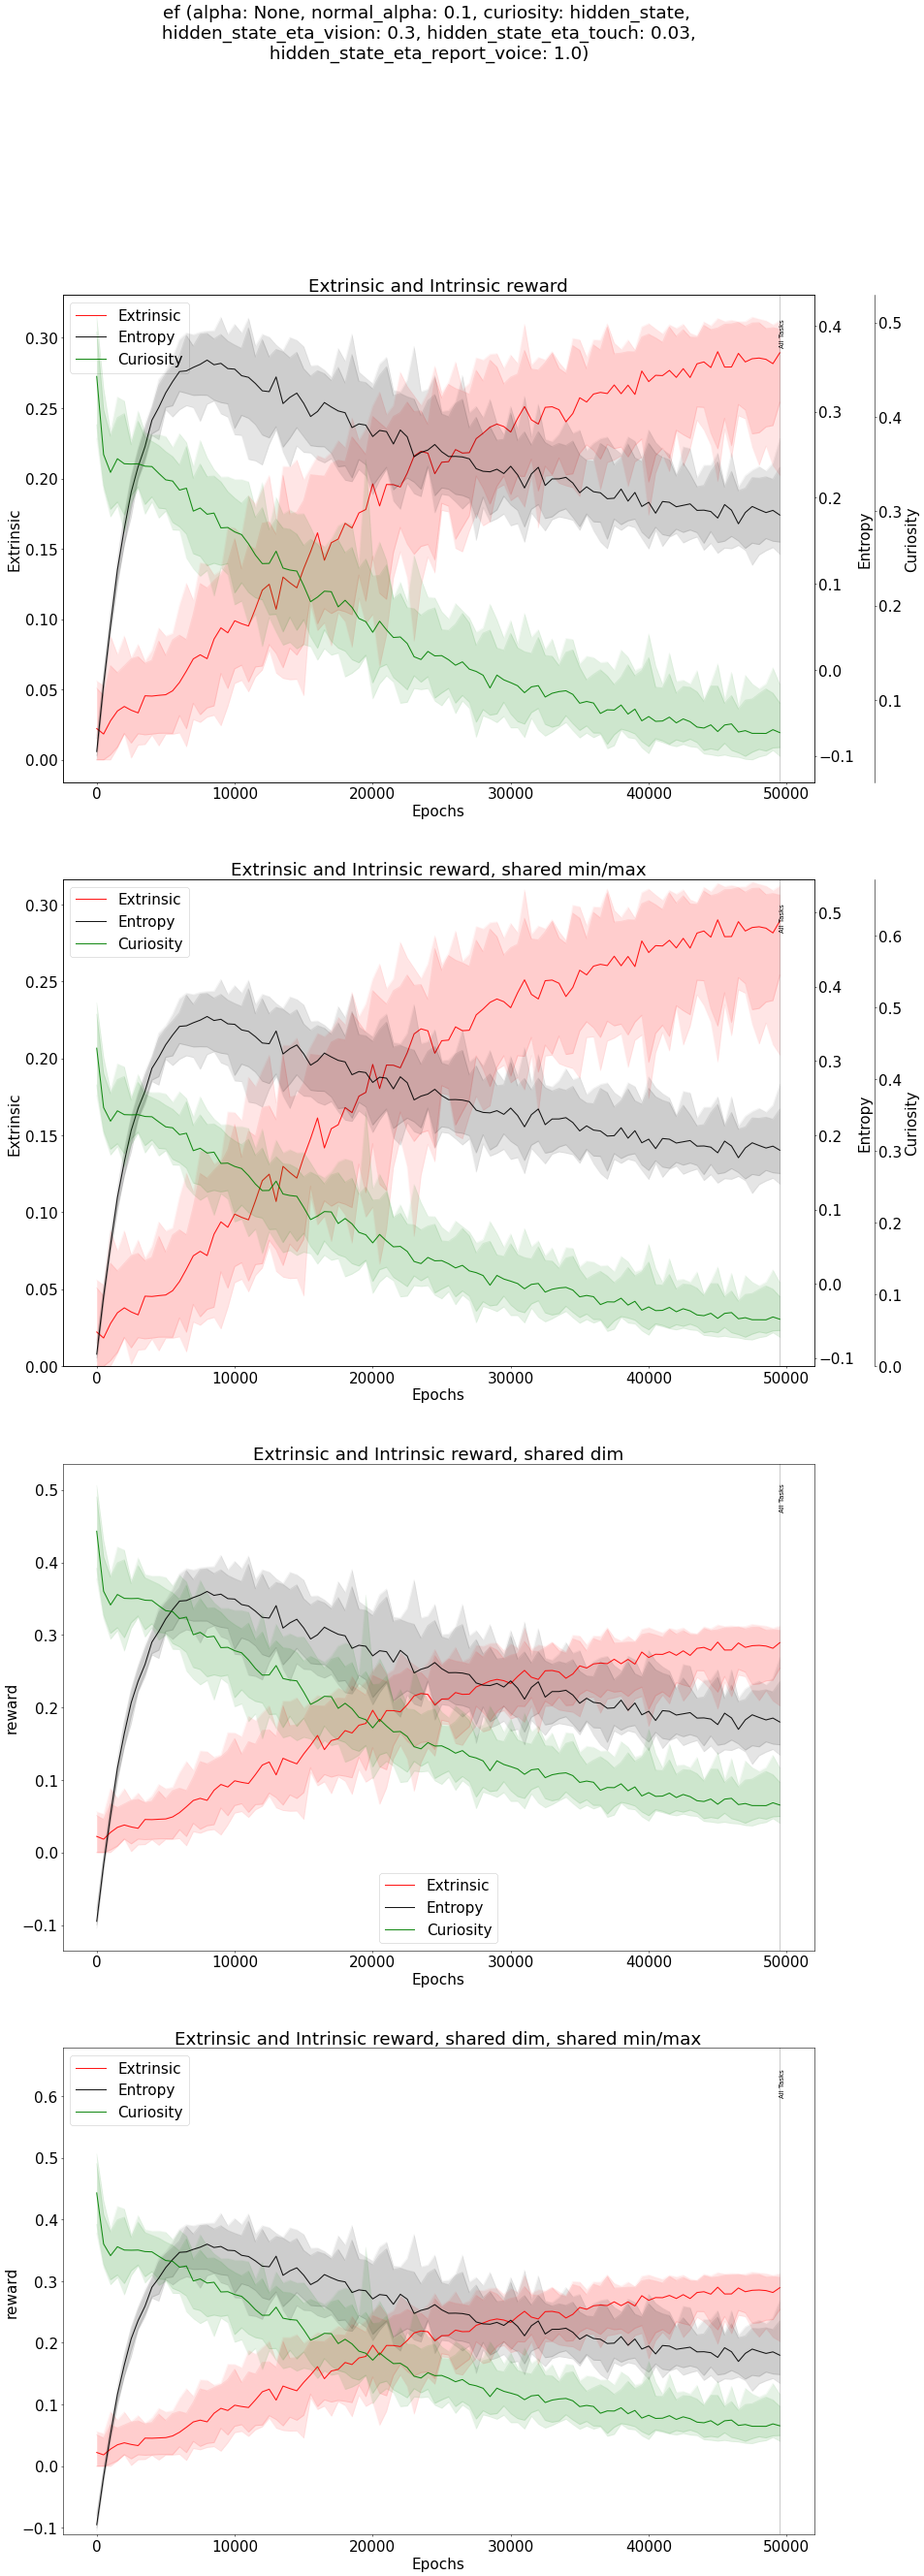 ef (alpha: None, normal_alpha: 0.1, curiosity: hidden_state,
hidden_state_eta_vision: 0.3, hidden_state_eta_touch: 0.03,
hidden_state_eta_report_voice: 1.0)
Extrinsic and Intrinsic reward
Extrinsic
Entropy
Curiosity
All Tasks
0.30
0.25
0.20
0.15
0.10
0.05
0.00
Extrinsic
0.4
0.3
0.2
0.1
0.0
−0.1
Entropy
0.5
0.4
0.3
0.2
0.1
Curiosity
0 10000 20000 30000 40000 50000
Epochs
Extrinsic and Intrinsic reward, shared min/max
Extrinsic
Entropy
Curiosity
All Tasks
0.30
0.25
0.20
0.15
0.10
0.05
0.00
Extrinsic
0.5
0.4
0.3
0.2
0.1
0.0
−0.1
Entropy
0.6
0.5
0.4
0.3
0.2
0.1
0.0
Curiosity
0 10000 20000 30000 40000 50000
Epochs
Extrinsic and Intrinsic reward, shared dim
All Tasks
0.5
0.4
0.3
0.2
0.1
0.0
−0.1
reward
Extrinsic
Entropy
Curiosity
0 10000 20000 30000 40000 50000
Epochs
Extrinsic and Intrinsic reward, shared dim, shared min/max
Extrinsic
Entropy
Curiosity
All Tasks
0.6
0.5
0.4
0.3
0.2
0.1
0.0
−0.1
reward
0 10000 20000 30000 40000 50000
Epochs